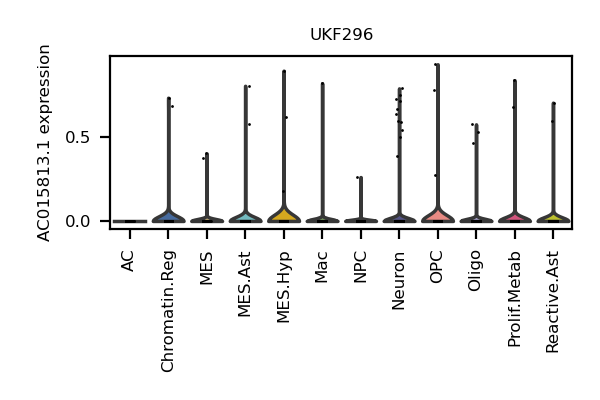 UKF296
AC015813.1 expression
0.5
0.0
AC
Chromatin.Reg
MES
MES.Ast
MES.Hyp
Mac
NPC
Neuron
OPC
Oligo
Prolif.Metab
Reactive.Ast